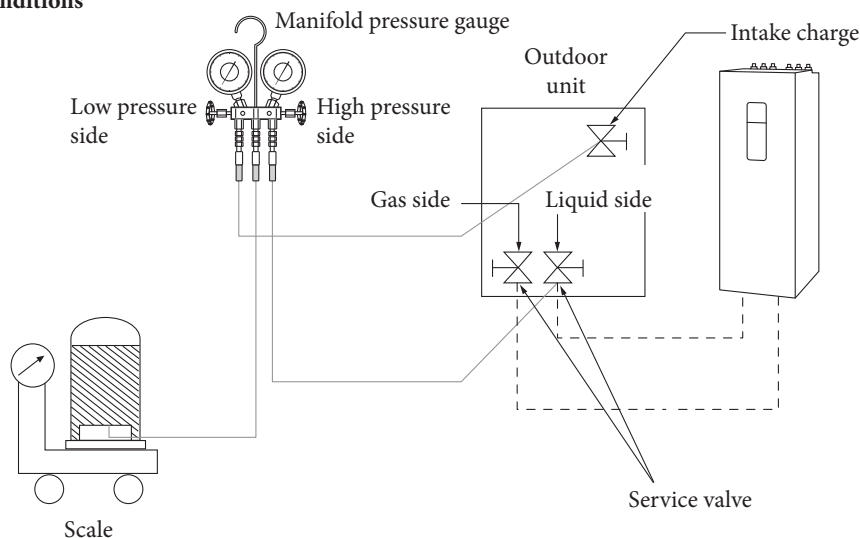 Manifold pressure gauge
Intake charge
Outdoor
unit
Low pressure
side
High pressure
side
Gas side
Liquid side
Service valve
Scale